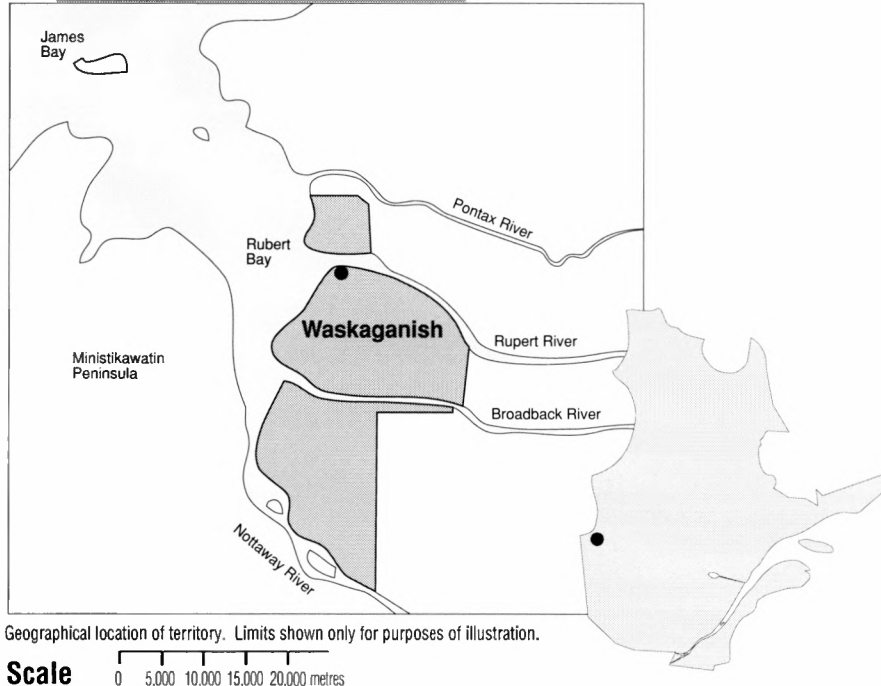 James
Bay
Pontax River
Rubert
Bay
Waskaganish
Rupert River
Ministikawatin
Peninsula
Broadback River
Nottaway River
Geographical location of territory. Limits shown only for purposes of illustration.
Scale
0 5,000 10,000 15,000 20,000 metres